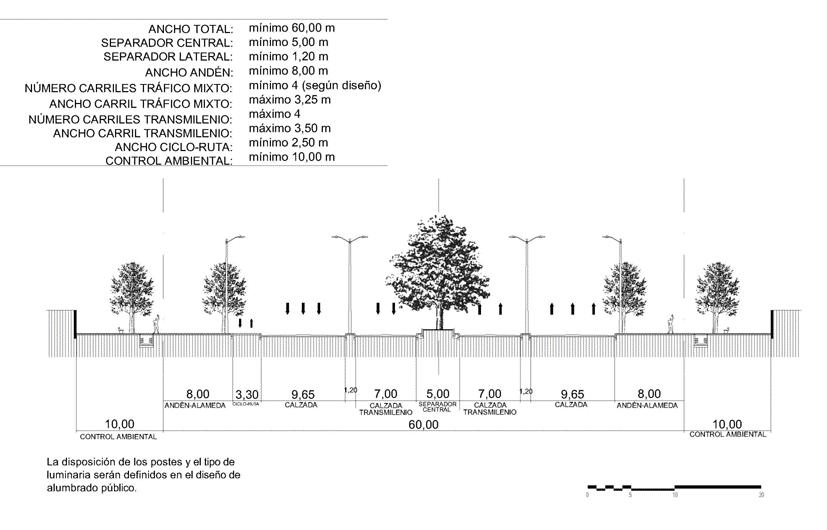 ANCHO TOTAL: mínimo 60,00 m
SEPARADOR CENTRAL: mínimo 5,00 m
SEPARADOR LATERAL: mínimo 1,20 m
ANCHO ANDÉN: mínimo 8,00 m
NÚMERO CARRILES TRÁFICO MIXTO: mínimo 4 (según diseño)
ANCHO CARRIL TRÁFICO MIXTO: máximo 3,25 m
NÚMERO CARRILES TRANSMILENIO: máximo 4
ANCHO CARRIL TRANSMILENIO: máximo 3,50 m
ANCHO CICLO-RUTA: mínimo 2,50 m
CONTROL AMBIENTAL: mínimo 10,00 m
8,00 3,30 9,65 1,20 7,00 5,00 7,00 1,20 9,65 8,00
ANDÉN-ALAMEDA CICLO-RUTA CALZADA CALZADA SEPARADOR CALZADA CALZADA ANDÉN-ALAMEDA
TRANSMILENIO CENTRAL TRANSMILENIO
10,00 60,00 10,00
CONTROL AMBIENTAL CONTROL AMBIENTAL
La disposición de los postes y el tipo de
luminaria serán definidos en el diseño de
alumbrado público.
0 5 10 20